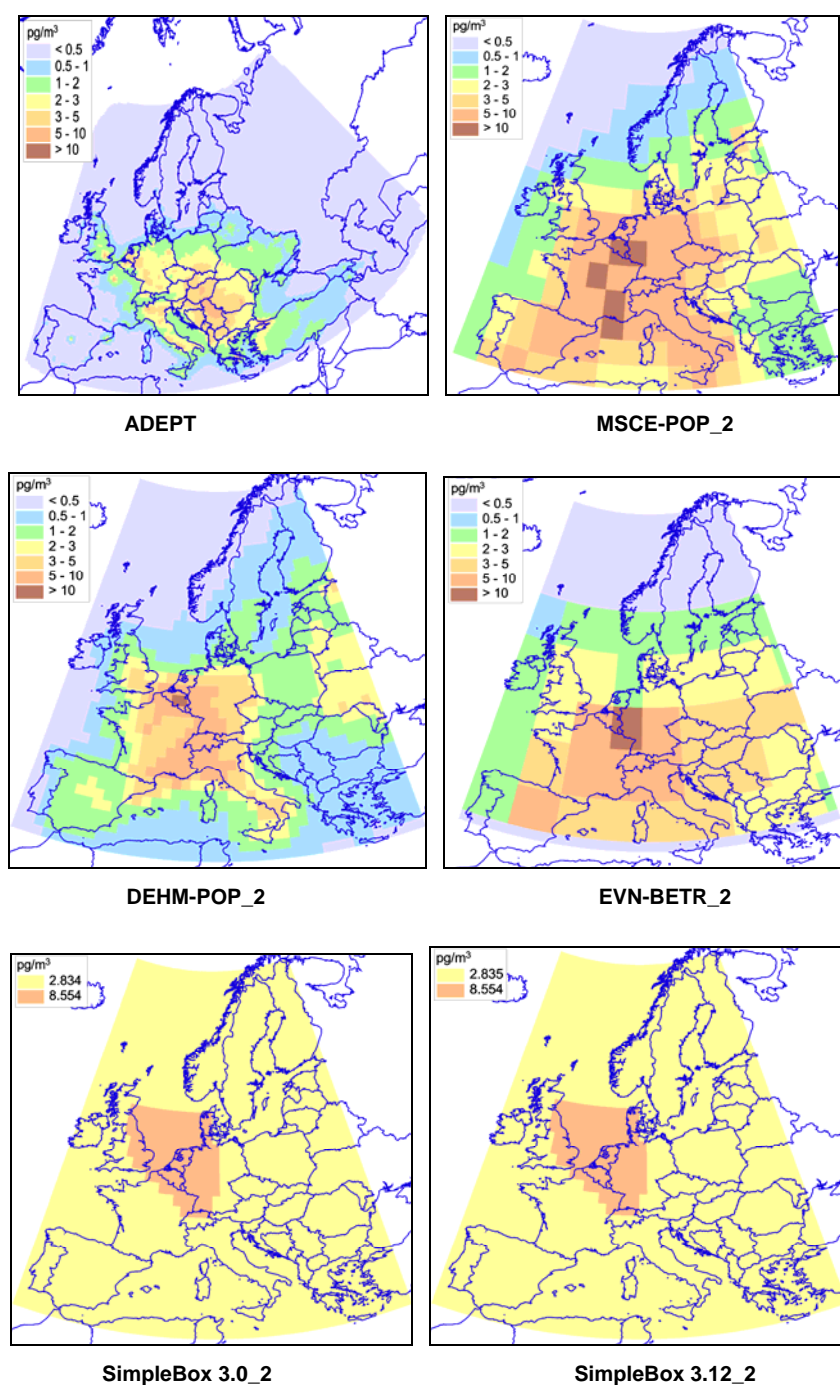 pg/m³
< 0.5
0.5 - 1
1 - 2
2 - 3
3 - 5
5 - 10
> 10
ADEPT
pg/m³
< 0.5
0.5 - 1
1 - 2
2 - 3
3 - 5
5 - 10
> 10
MSCE-POP_2
pg/m³
< 0.5
0.5 - 1
1 - 2
2 - 3
3 - 5
5 - 10
> 10
DEHM-POP_2
pg/m³
< 0.5
0.5 - 1
1 - 2
2 - 3
3 - 5
5 - 10
> 10
EVN-BETR_2
pg/m³
2.834
8.554
SimpleBox 3.0_2
pg/m³
2.835
8.554
SimpleBox 3.12_2